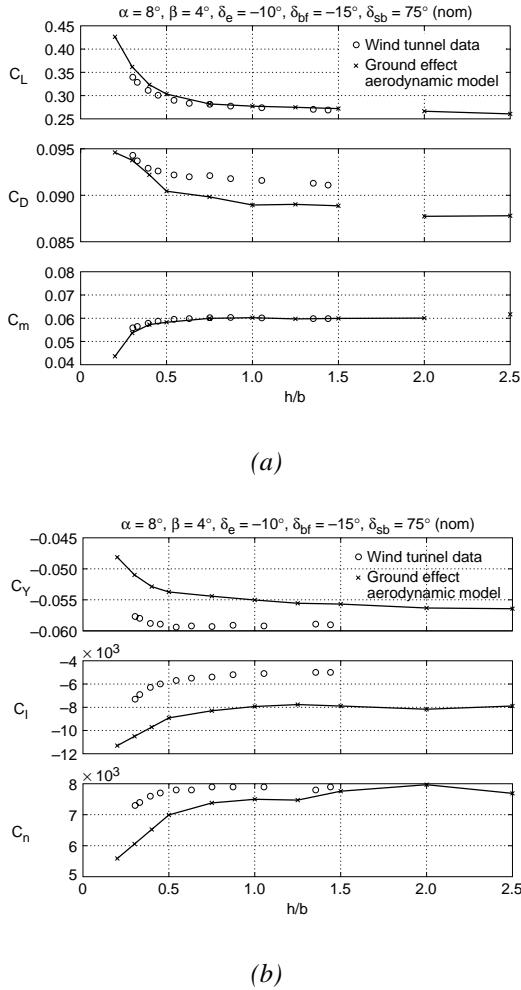 α = 8°, β = 4°, δe = −10°, δbf = −15°, δsb = 75° (nom)
0.45
0.40
0.35
0.30
0.25
CL
Wind tunnel data
Ground effect
aerodynamic model
0.095
0.090
0.085
CD
0.08
0.07
0.06
0.05
0.04
Cm
0 0.5 1.0 1.5 2.0 2.5
h/b
(a)
α = 8°, β = 4°, δe = −10°, δbf = −15°, δsb = 75° (nom)
−0.045
−0.050
−0.055
−0.060
CY
Wind tunnel data
Ground effect
aerodynamic model
× 10³
−4
−6
−8
−10
−12
Cl
× 10³
8
7
6
5
Cn
0 0.5 1.0 1.5 2.0 2.5
h/b
(b)